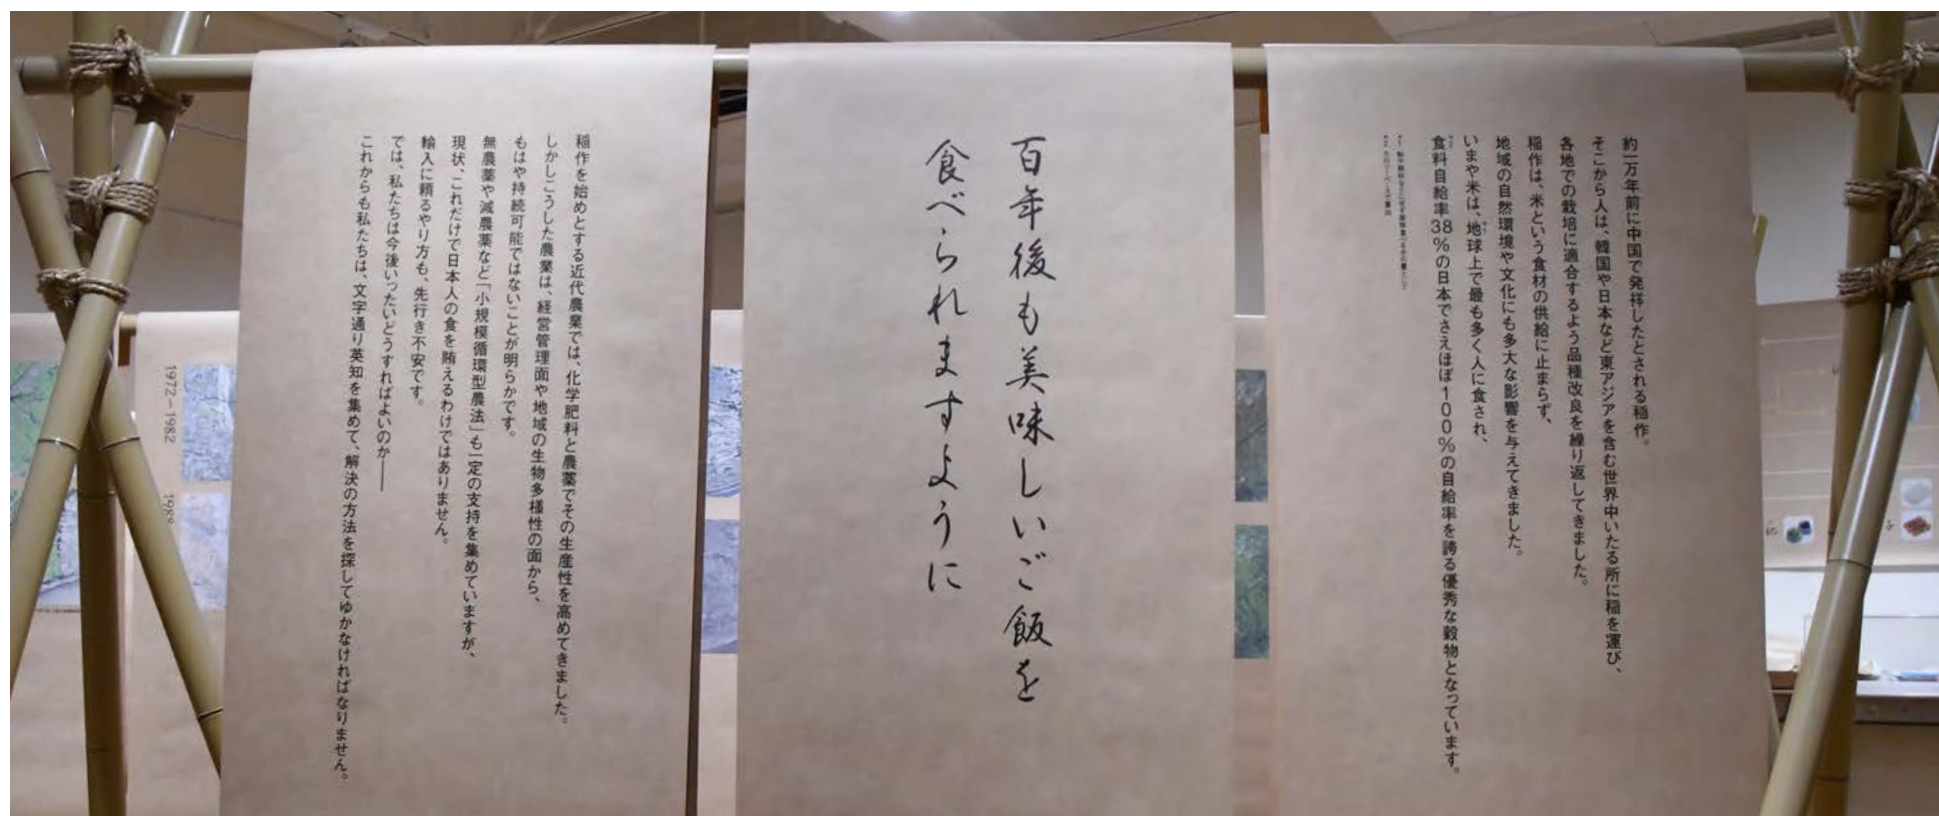 約一万年前に中国で発祥したとされる稲作。
そこから人は、韓国や日本など東アジアを含む世界中いたる所に稲を運び、
各地での栽培に適合するよう品種改良を繰り返してきました。
稲作は、米という食材の供給に止まらず、
地域の自然環境や文化にも多大な影響を与えてきました。
いまや米は、地球上で最も多く人に食され、
食料自給率38%の日本でさえほぼ100%の自給率を誇る優秀な穀物となっています。
百年後も美味しいご飯を
食べられますように
稲作を始めとする近代農業では、化学肥料と農薬でその生産性を高めてきました。
しかしこうした農業は、経営管理面や地域の生物多様性の面から、
もはや持続可能ではないことが明らかです。
無農薬や減農薬など「小規模循環型農法」も一定の支持を集めていますが、
現状、これだけで日本人の食を賄えるわけではありません。
輸入に頼るやり方も、先行き不安です。
では、私たちは今後いったいどうすればよいのか――
これからも私たちは、文字通り英知を集めて、解決の方法を探してゆかなければなりません。
1972−1982